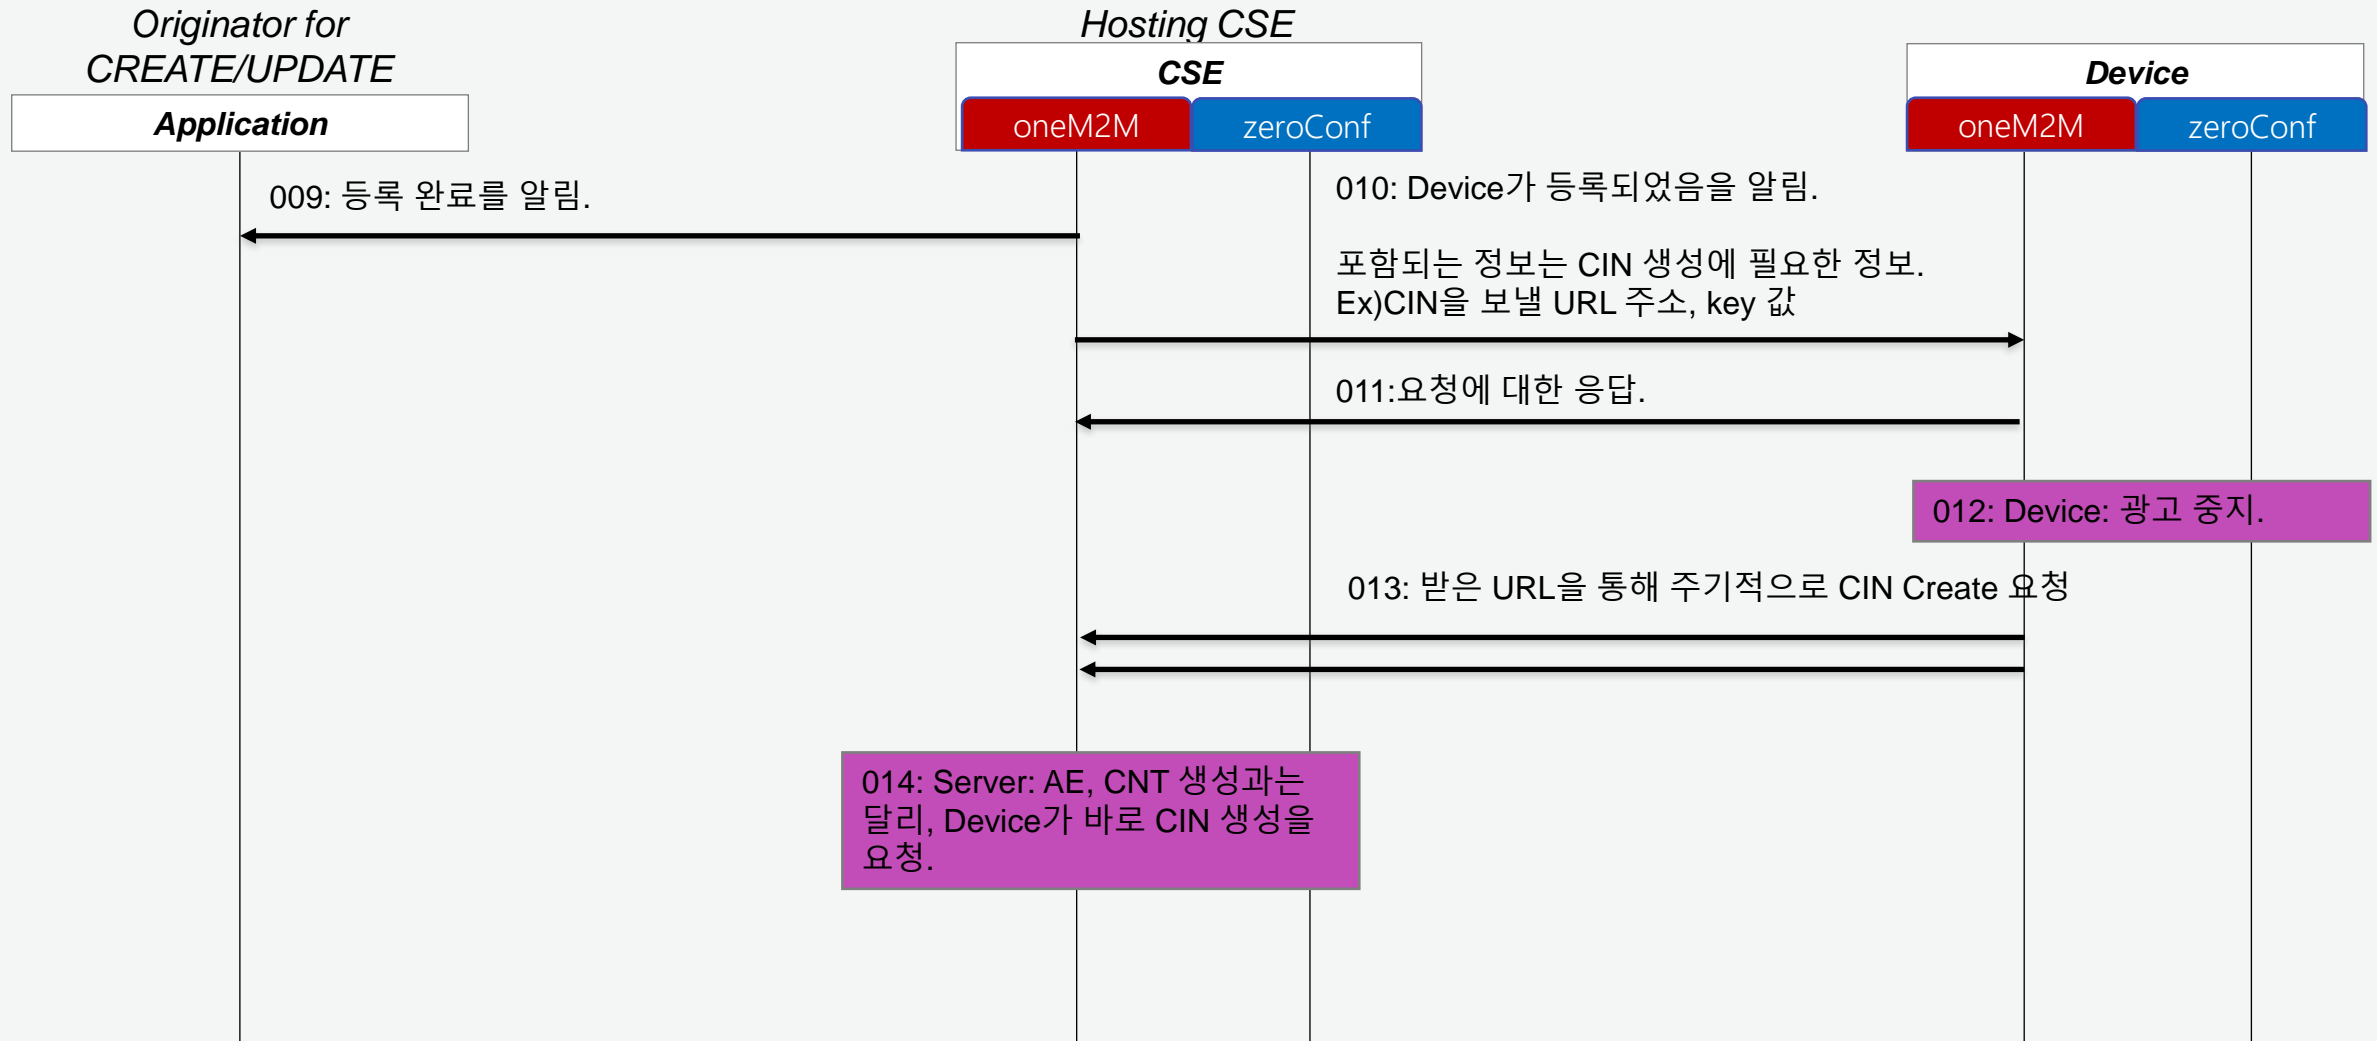 Originator for
CREATE/UPDATE
Application
Hosting CSE
CSE
oneM2M
zeroConf
Device
oneM2M
zeroConf
009: 등록 완료를 알림.
010: Device가 등록되었음을 알림.
포함되는 정보는 CIN 생성에 필요한 정보.
Ex)CIN을 보낼 URL 주소, key 값
011:요청에 대한 응답.
012: Device: 광고 중지.
013: 받은 URL을 통해 주기적으로 CIN Create 요청
014: Server: AE, CNT 생성과는
달리, Device가 바로 CIN 생성을
요청.